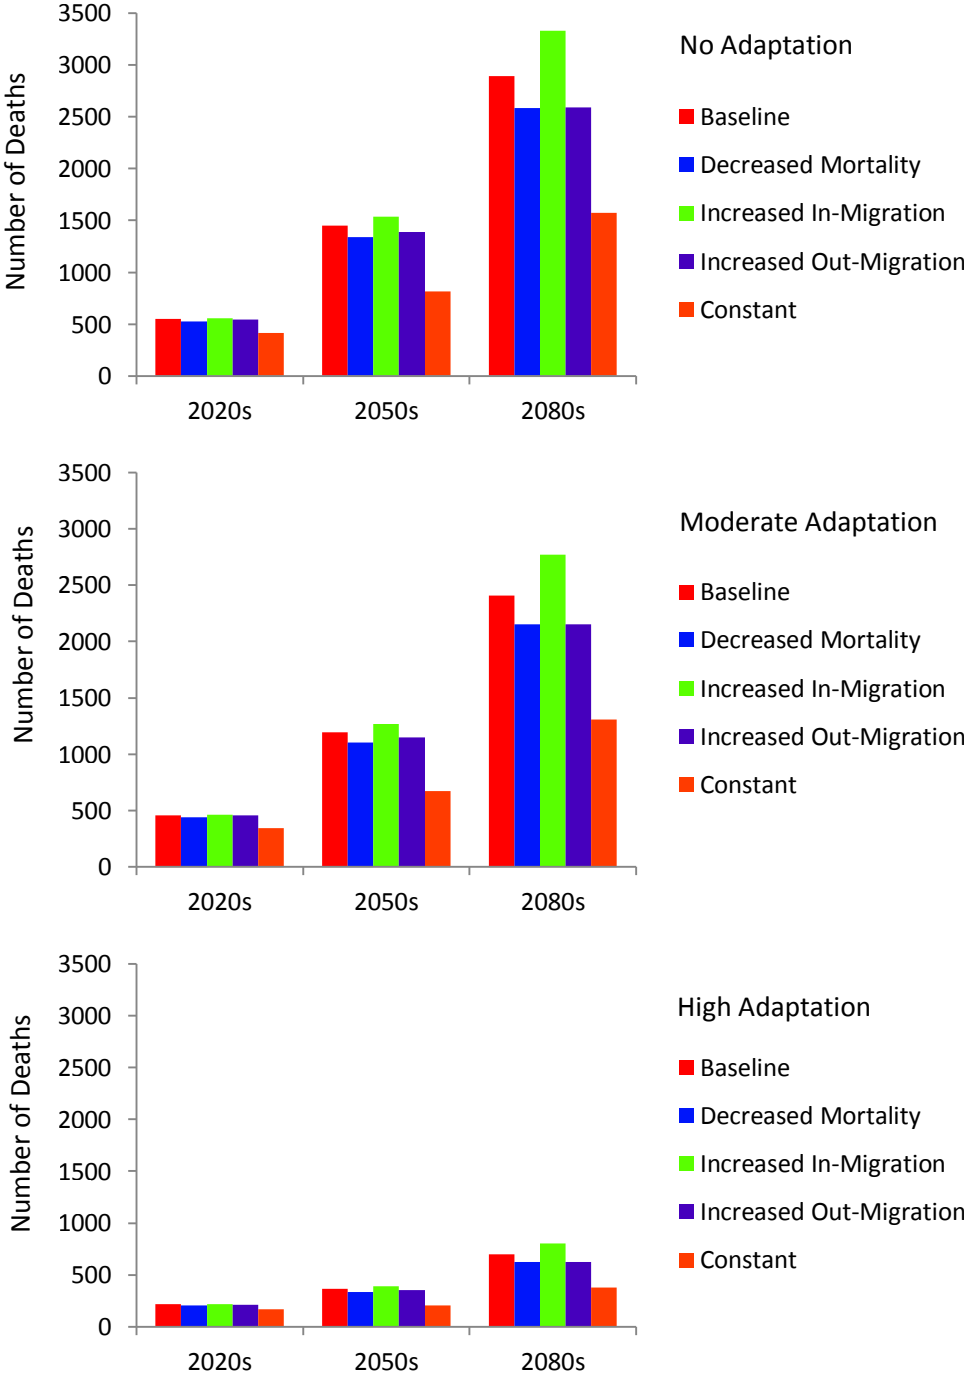 3500
3000
2500
2000
1500
1000
500
0
Number of Deaths
2020s 2050s 2080s
No Adaptation
Baseline
Decreased Mortality
Increased In-Migration
Increased Out-Migration
Constant
3500
3000
2500
2000
1500
1000
500
0
Number of Deaths
2020s 2050s 2080s
Moderate Adaptation
Baseline
Decreased Mortality
Increased In-Migration
Increased Out-Migration
Constant
3500
3000
2500
2000
1500
1000
500
0
Number of Deaths
2020s 2050s 2080s
High Adaptation
Baseline
Decreased Mortality
Increased In-Migration
Increased Out-Migration
Constant